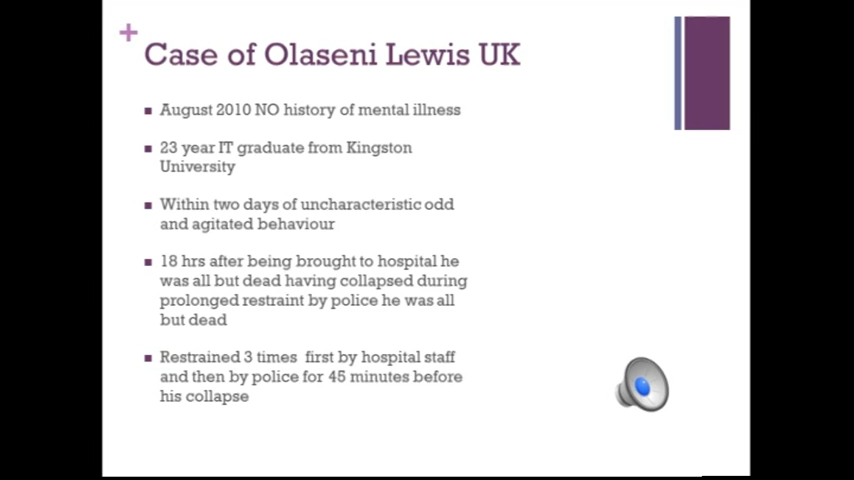 Case of Olaseni Lewis UK
August 2010 NO history of mental illness
23 year IT graduate from Kingston
University
Within two days of uncharacteristic odd
and agitated behaviour
18 hrs after being brought to hospital he
was all but dead having collapsed during
prolonged restraint by police he was all
but dead
Restrained 3 times first by hospital staff
and then by police for 45 minutes before
his collapse